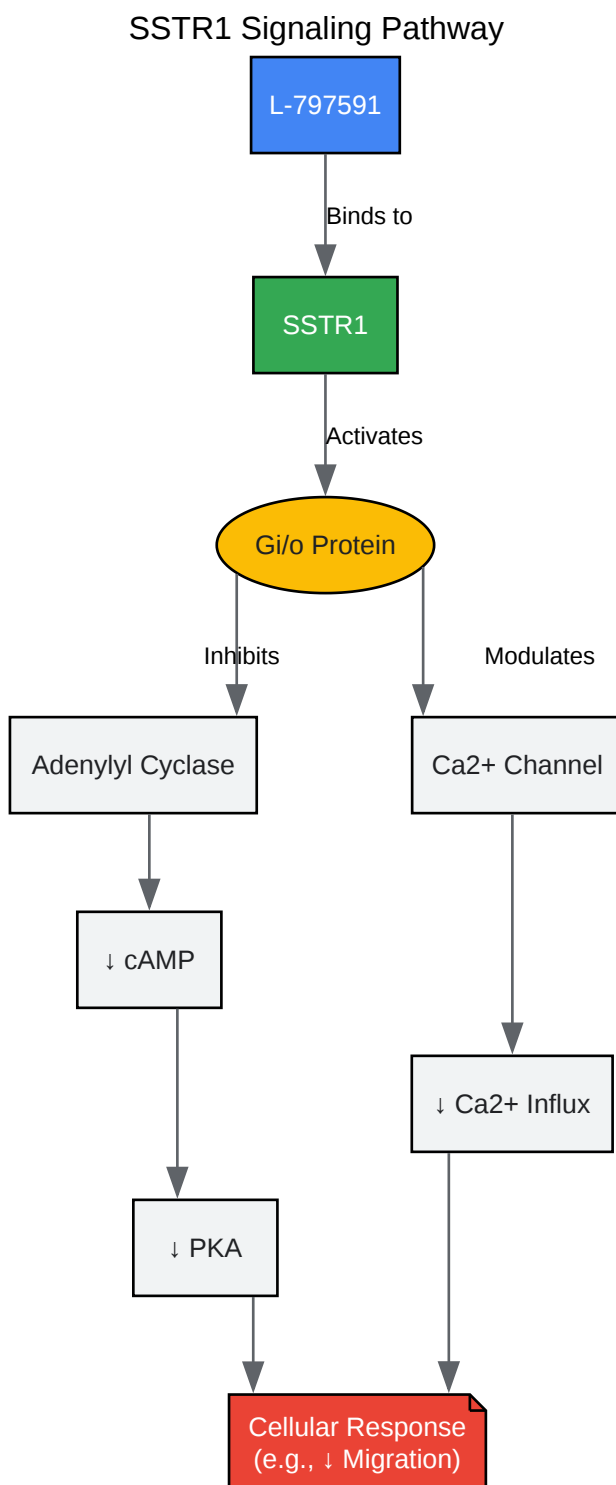 SSTR1 Signaling Pathway
L-797591
Binds to
SSTR1
Activates
Gi/o Protein
Inhibits
Modulates
Adenylyl Cyclase
Ca2+ Channel
↓ cAMP
↓ Ca2+ Influx
↓ PKA
Cellular Response
(e.g., ↓ Migration)